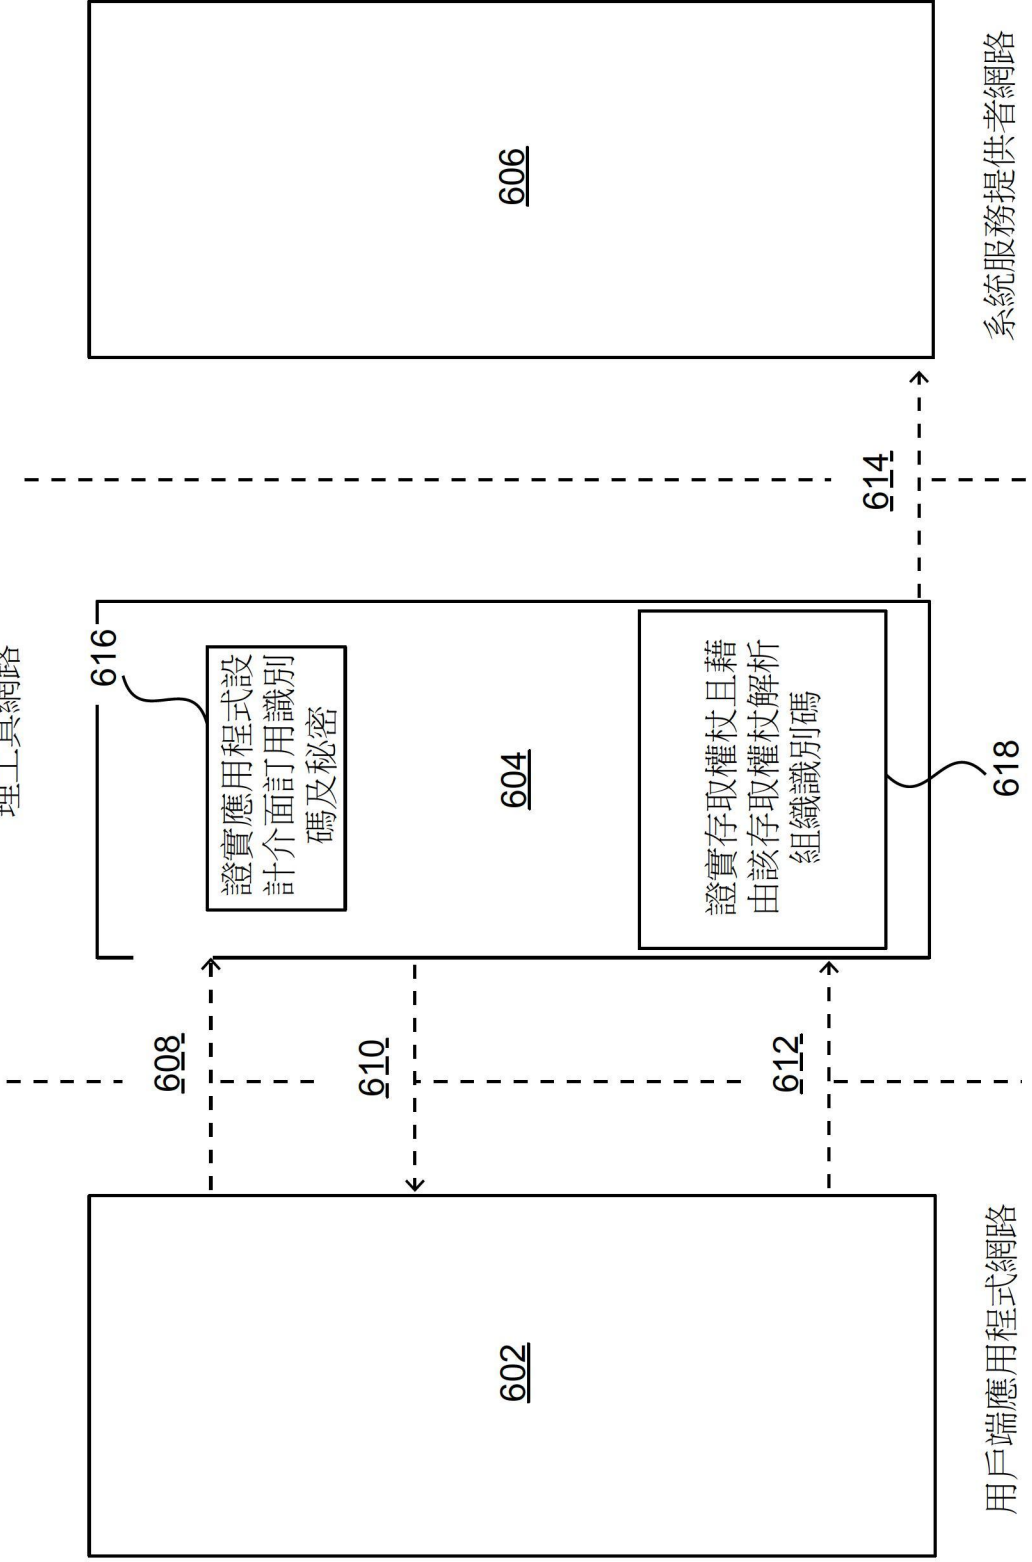 理工具網路
616
608
證實應用程式設
計介面訂用識別
碼及秘密
610
602
604
606
證實存取權杖且藉
由該存取權杖解析
組織識別碼
612
614
618
用戶端應用程式網路
系統服務提供者網路